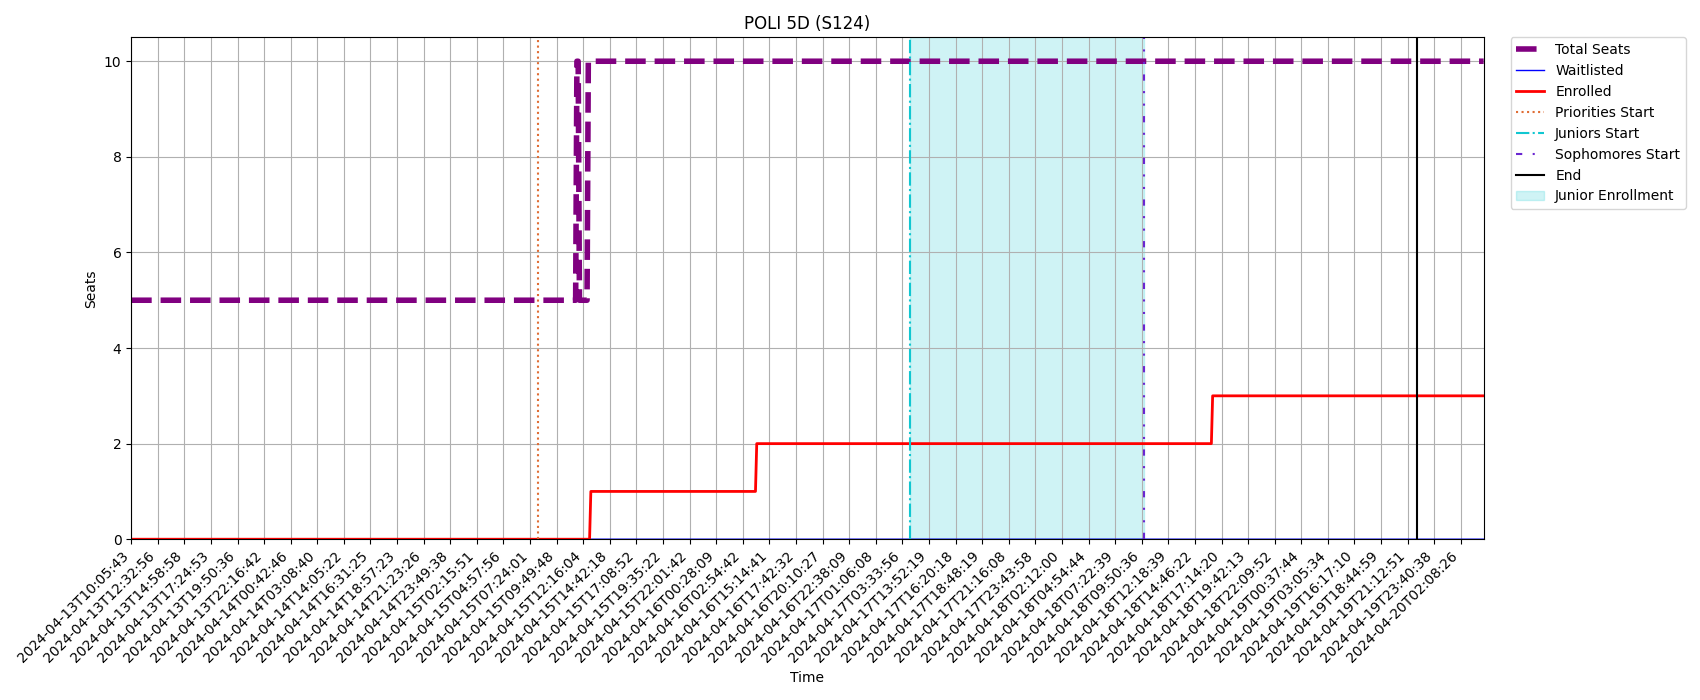 POLI 5D (S124)
Total Seats
Waitlisted
Enrolled
Priorities Start
Juniors Start
Sophomores Start
End
Junior Enrollment
Seats
10
8
6
4
2
0
2024-04-13T10:05:43
2024-04-13T12:32:56
2024-04-13T14:58:58
2024-04-13T17:24:53
2024-04-13T19:50:36
2024-04-13T22:16:42
2024-04-14T00:42:46
2024-04-14T03:08:40
2024-04-14T14:05:22
2024-04-14T16:31:25
2024-04-14T18:57:23
2024-04-14T21:23:26
2024-04-14T23:49:38
2024-04-15T02:15:51
2024-04-15T04:57:56
2024-04-15T07:24:01
2024-04-15T09:49:48
2024-04-15T12:16:04
2024-04-15T14:42:18
2024-04-15T17:08:52
2024-04-15T19:35:22
2024-04-15T22:01:42
2024-04-16T00:28:09
2024-04-16T02:54:42
2024-04-16T15:14:41
2024-04-16T17:42:32
2024-04-16T20:10:27
2024-04-16T22:38:09
2024-04-17T01:06:08
2024-04-17T03:33:56
2024-04-17T13:52:19
2024-04-17T16:20:18
2024-04-17T18:48:19
2024-04-17T21:16:08
2024-04-17T23:43:58
2024-04-18T02:12:00
2024-04-18T04:54:44
2024-04-18T07:22:39
2024-04-18T09:50:36
2024-04-18T12:18:39
2024-04-18T14:46:22
2024-04-18T17:14:20
2024-04-18T19:42:13
2024-04-18T22:09:52
2024-04-19T00:37:44
2024-04-19T03:05:34
2024-04-19T16:17:10
2024-04-19T18:44:59
2024-04-19T21:12:51
2024-04-19T23:40:38
2024-04-20T02:08:26
Time